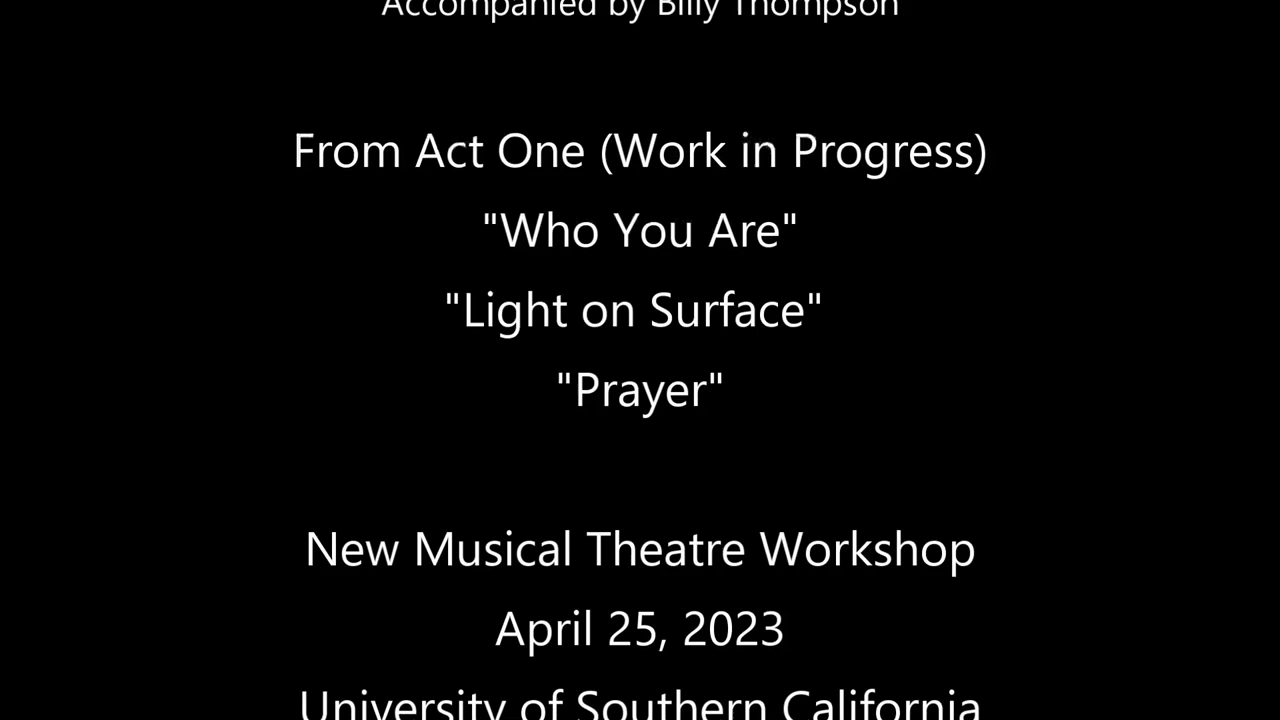 Accompanied by Billy Thompson
From Act One (Work in Progress)
"Who You Are"
"Light on Surface"
"Prayer"
New Musical Theatre Workshop
April 25, 2023
University of Southern California